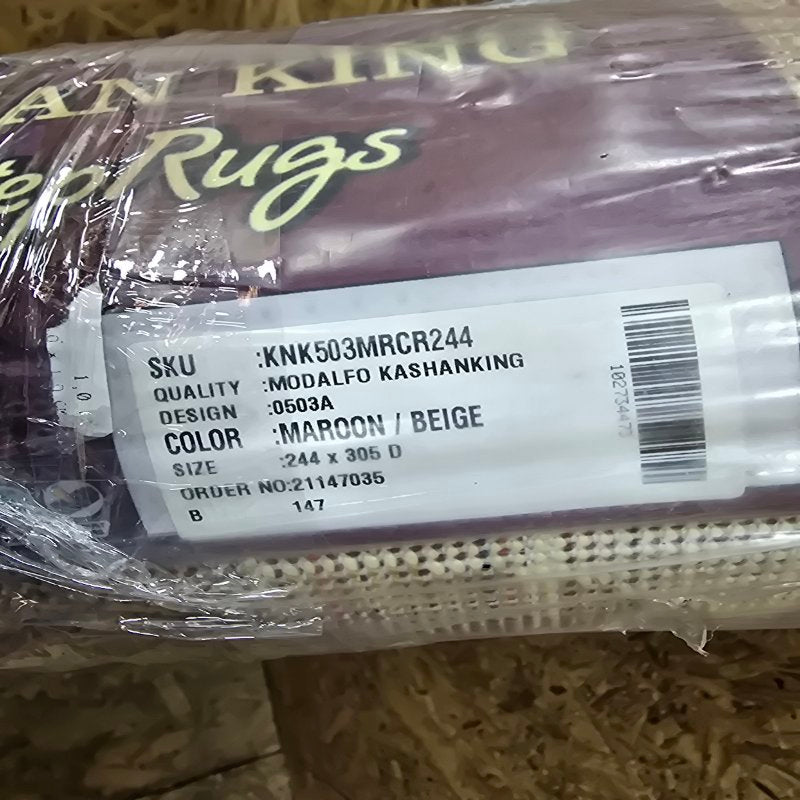 AN KING
Rugs
SKU :KNK503MRCR244
QUALITY :MODALFO KASHANKING
DESIGN :0503A
COLOR :MAROON / BEIGE
SIZE :244 x 305 D
ORDER NO:21147035
B 147